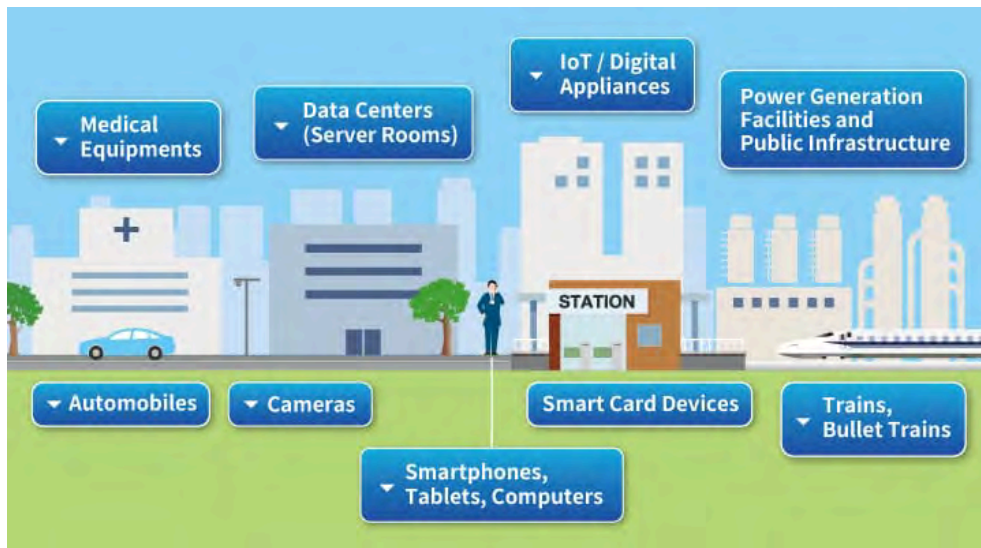 Medical
Equipments
Data Centers
(Server Rooms)
IoT / Digital
Appliances
Power Generation
Facilities and
Public Infrastructure
STATION
Automobiles
Cameras
Smart Card Devices
Trains,
Bullet Trains
Smartphones,
Tablets, Computers